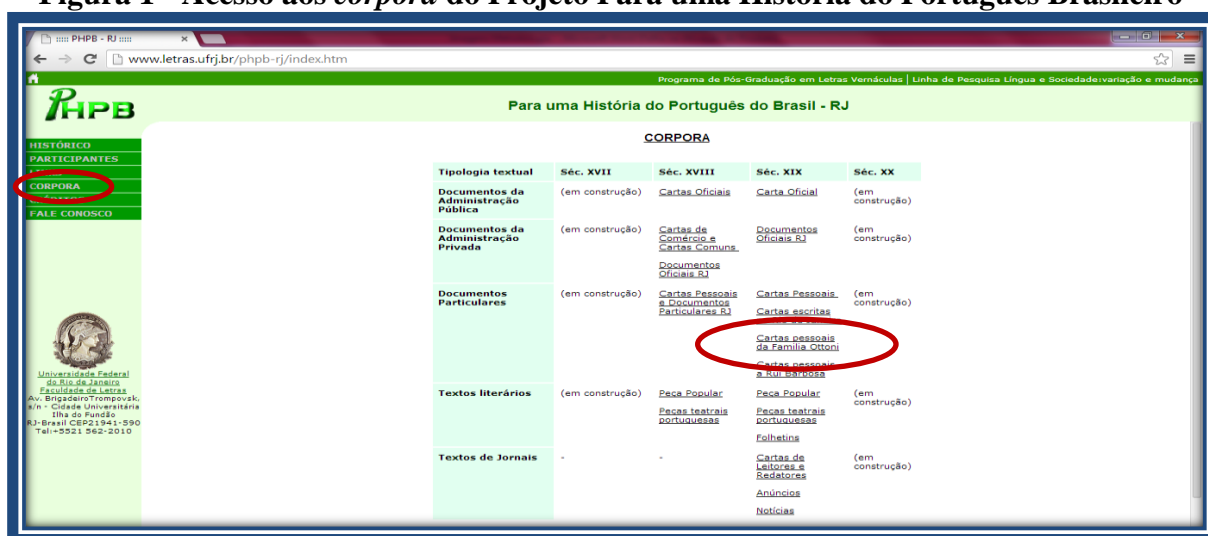 Figura 1 - Acesso aos corpora do Projeto Para uma História do Português Brasileiro
::::: PHPB - RJ :::::
www.letras.ufrj.br/phpb-rj/index.htm
Programa de Pós-Graduação em Letras Vernáculas | Linha de Pesquisa Língua e Sociedade:variação e mudança
PHPB
Para uma História do Português do Brasil - RJ
HISTÓRICO
PARTICIPANTES
CORPORA
FALE CONOSCO
Universidade Federal
do Rio de Janeiro
Faculdade de Letras
Av. BrigadeiroTrompovsk,
s/n - Cidade Universitária
Ilha do Fundão
RJ-Brasil CEP21941-590
Tel:+5521 562-2010
CORPORA
Tipologia textual Séc. XVII Séc. XVIII Séc. XIX Séc. XX
Documentos da (em construção) Cartas Oficiais Carta Oficial (em
Administração construção)
Pública
Documentos da (em construção) Cartas de Documentos (em
Administração Comércio e Oficiais RJ construção)
Privada Cartas Comuns
Documentos
Oficiais RJ
Documentos (em construção) Cartas Pessoais Cartas Pessoais (em
Particulares e Documentos construção)
Particulares RJ Cartas escritas
Cartas pessoais
da Família Ottoni
Cartas pessoais
a Rui Barbosa
Textos literários (em construção) Peça Popular Peça Popular (em
construção)
Peças teatrais Peças teatrais
portuguesas portuguesas
Folhetins
Textos de Jornais - - Cartas de (em
Leitores e construção)
Redatores
Anúncios
Notícias